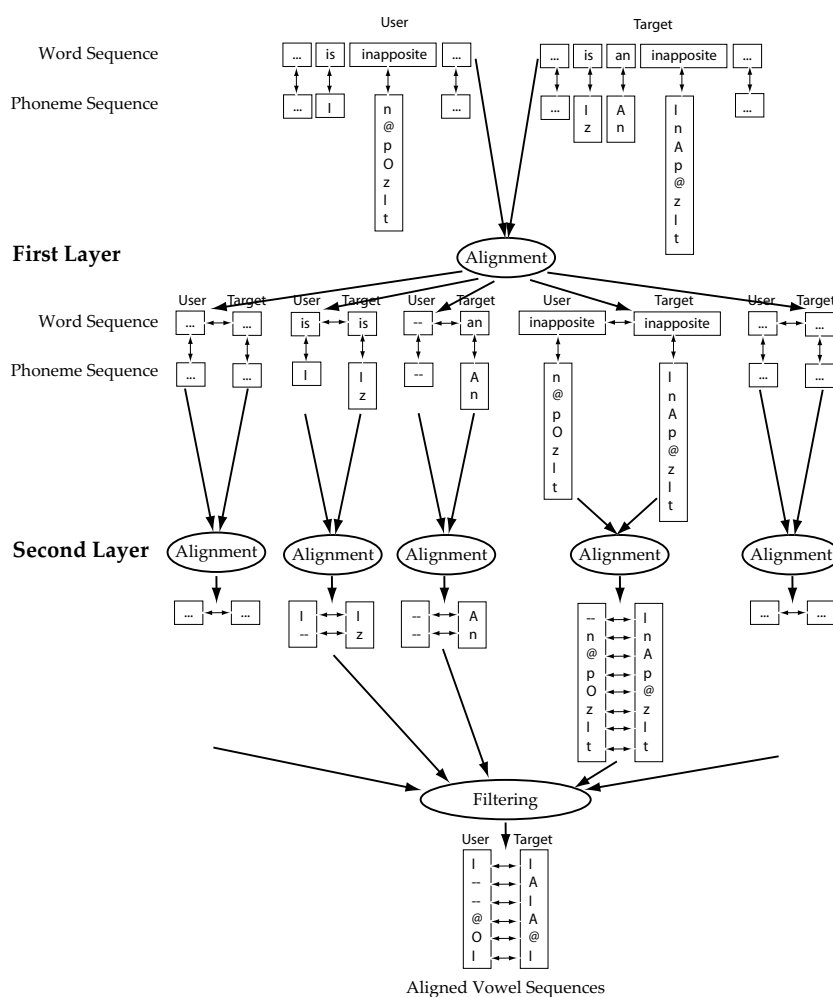 User Target
Word Sequence ... is inapposite ... ... is an inapposite ...
Phoneme Sequence ... I ... ... I z A n ...
n @ p O z I t
I n A p @ z I t
First Layer Alignment
User Target User Target User Target User Target User Target
Word Sequence ... ... is is -- an inapposite inapposite ... ...
Phoneme Sequence ... ... I I z -- A n ... ...
n @ p O z I t
I n A p @ z I t
Second Layer Alignment Alignment Alignment Alignment Alignment
... ... I I -- A -- I ... ...
-- z -- n n n
@ A
p p
O @
z z
I I
t t
Filtering
User Target
I I
-- A
-- I
@ A
O @
I I
Aligned Vowel Sequences